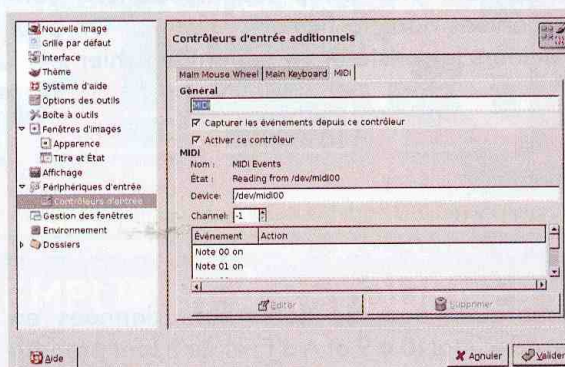 Nouvelle image
Grille par défaut
Interface
Thème
Système d'aide
Options des outils
Boîte à outils
Fenêtres d'images
Apparence
Titre et État
Affichage
Périphériques d'entrée
Contrôleurs d'entrée
Gestion des fenêtres
Environnement
Dossiers
Contrôleurs d'entrée additionnels
Main Mouse Wheel Main Keyboard MIDI
Général
MIDI
Capturer les événements depuis ce contrôleur
Activer ce contrôleur
MIDI
Nom : MIDI Events
État : Reading from /dev/midi00
Device: /dev/midi00
Channel: -1
Événement Action
Note 00 on
Note 01 on
Éditer Supprimer
Aide Annuler Valider